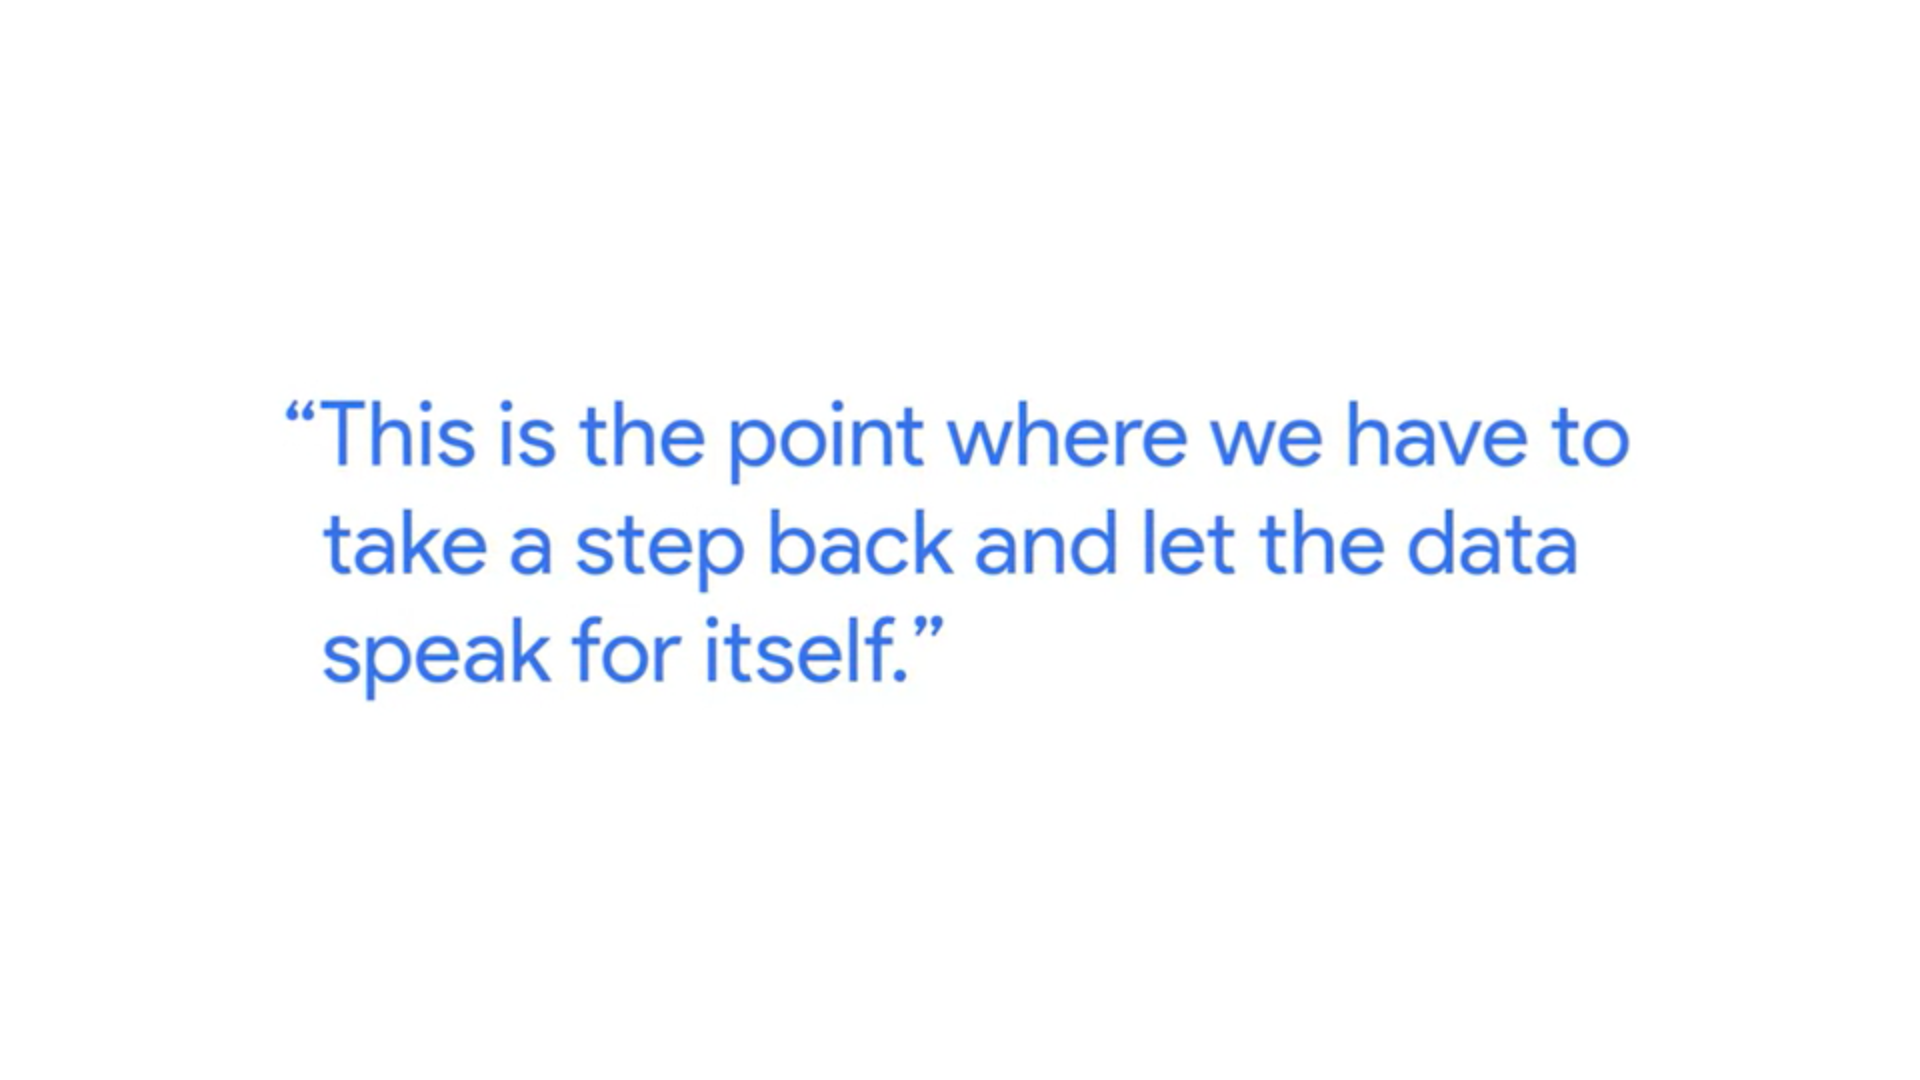 “This is the point where we have to
take a step back and let the data
speak for itself.”